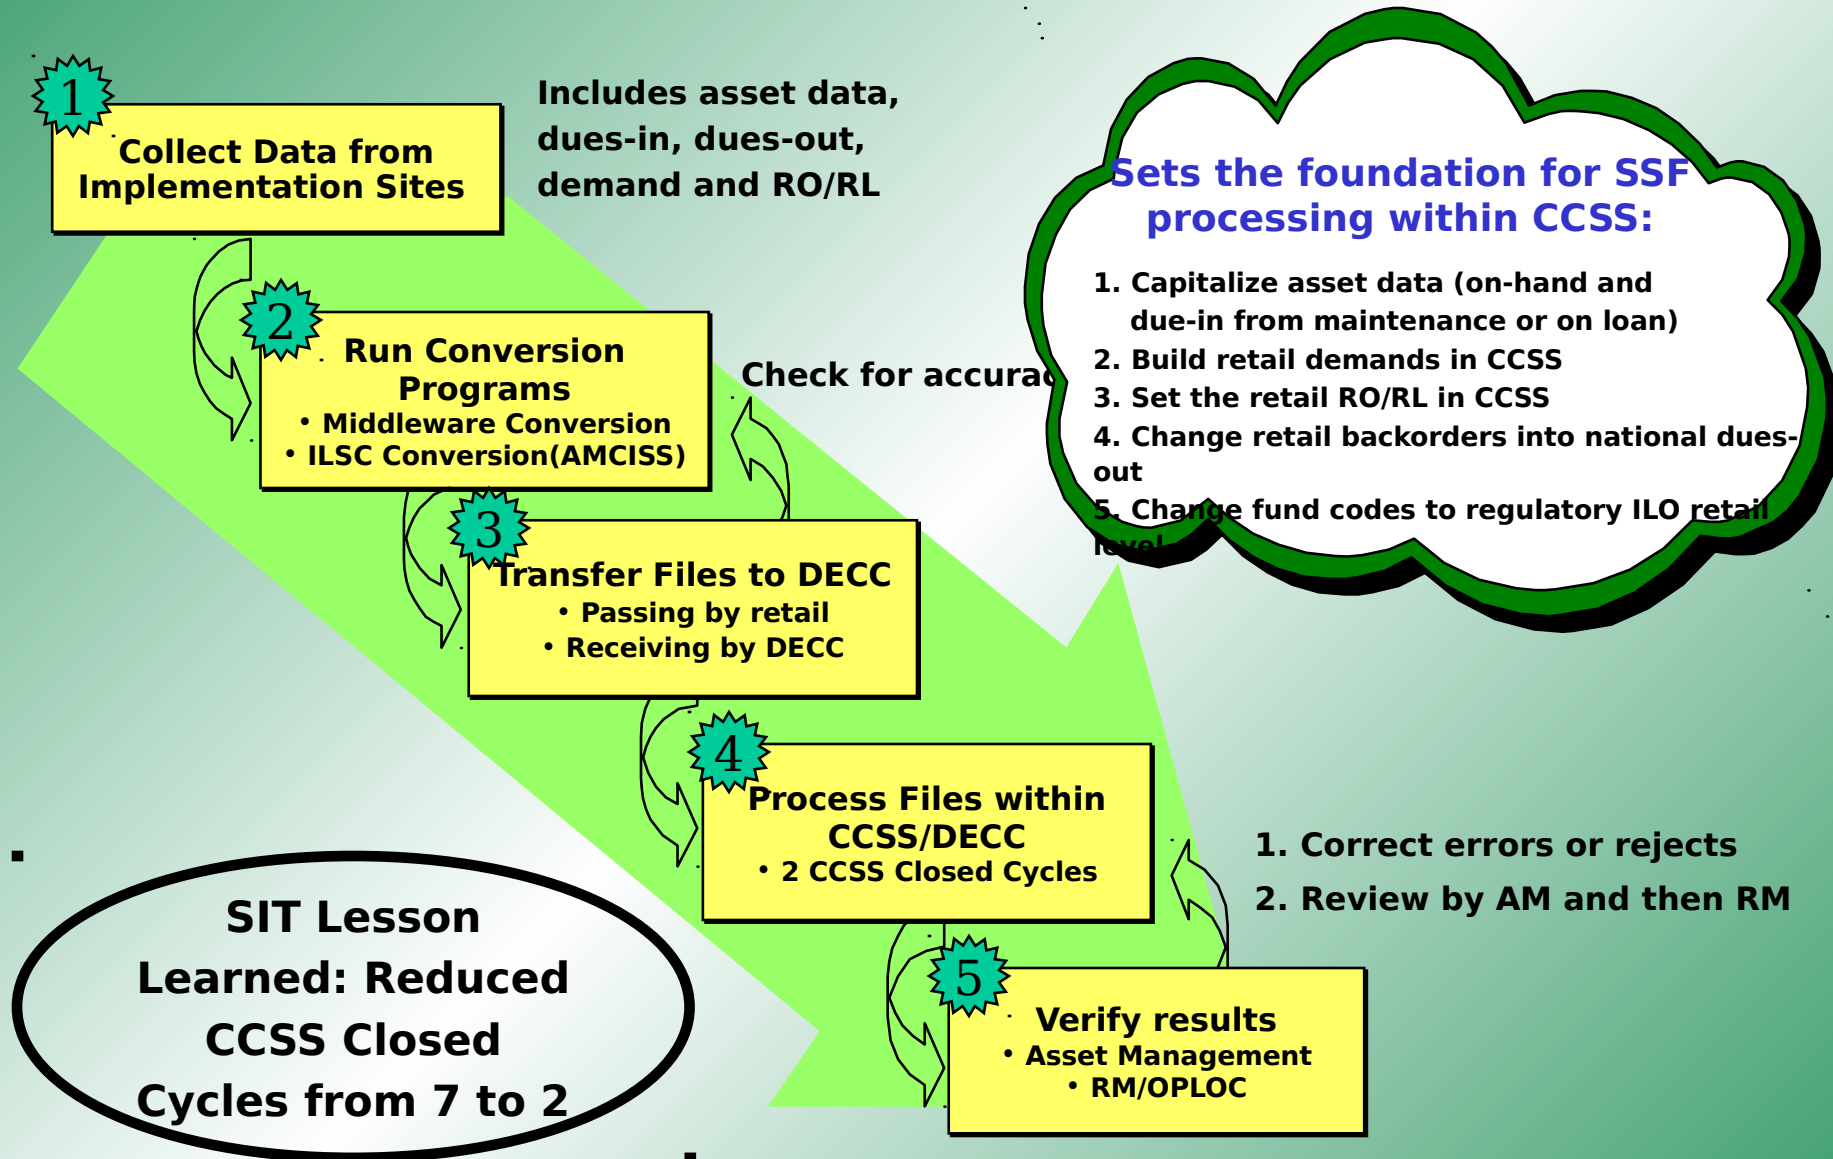 1
Collect Data from
Implementation Sites
Includes asset data,
dues-in, dues-out,
demand and RO/RL
Sets the foundation for SSF
processing within CCSS:
1. Capitalize asset data (on-hand and
due-in from maintenance or on loan)
2. Build retail demands in CCSS
3. Set the retail RO/RL in CCSS
4. Change retail backorders into national dues-
out
5. Change fund codes to regulatory ILO retail
level
2
Run Conversion
Programs
• Middleware Conversion
• ILSC Conversion(AMCISS)
Check for
3
Transfer Files to DECC
• Passing by retail
• Receiving by DECC
4
Process Files within
CCSS/DECC
• 2 CCSS Closed Cycles
1. Correct errors or rejects
2. Review by AM and then RM
5
Verify results
• Asset Management
• RM/OPLOC
SIT Lesson
Learned: Reduced
CCSS Closed
Cycles from 7 to 2